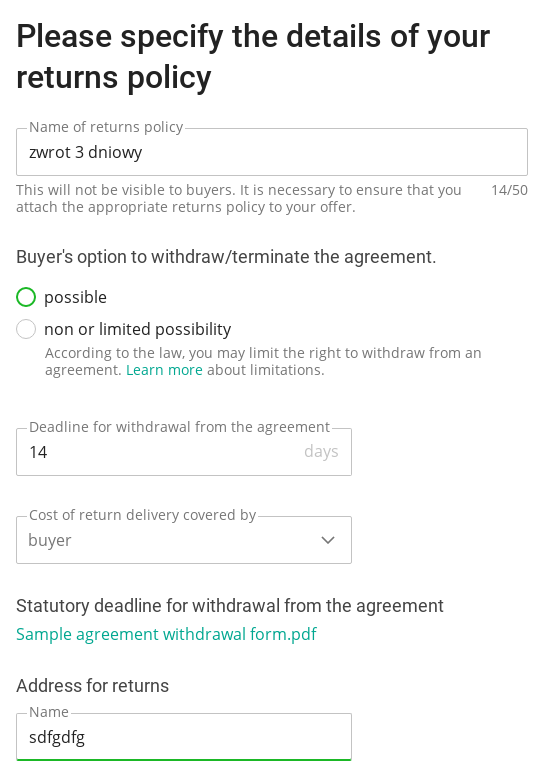 Please specify the details of your
returns policy
Name of returns policy
zwrot 3 dniowy
This will not be visible to buyers. It is necessary to ensure that you 14/50
attach the appropriate returns policy to your offer.
Buyer's option to withdraw/terminate the agreement.
possible
non or limited possibility
According to the law, you may limit the right to withdraw from an
agreement. Learn more about limitations.
Deadline for withdrawal from the agreement
14 days
Cost of return delivery covered by
buyer
Statutory deadline for withdrawal from the agreement
Sample agreement withdrawal form.pdf
Address for returns
Name
sdfgdfg